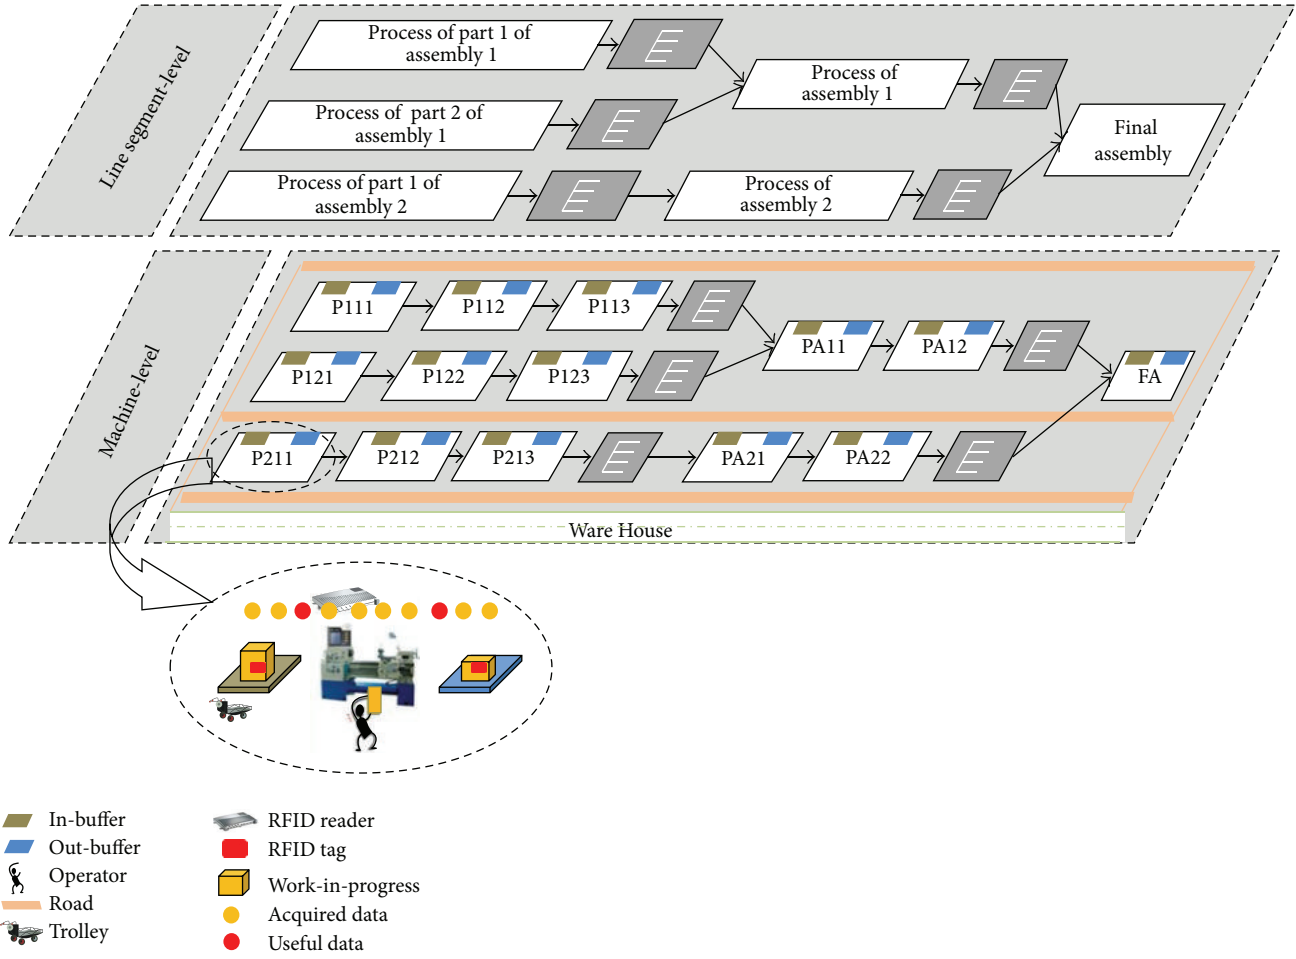 Line segment-level
Process of part 1 of
assembly 1
Process of part 2 of
assembly 1
Process of part 1 of
assembly 2
Process of
assembly 1
Process of
assembly 2
Final
assembly
Machine-level
P111
P112
P113
P121
P122
P123
PA11
PA12
FA
P211
P212
P213
PA21
PA22
Ware House
In-buffer
Out-buffer
Operator
Road
Trolley
RFID reader
RFID tag
Work-in-progress
Acquired data
Useful data